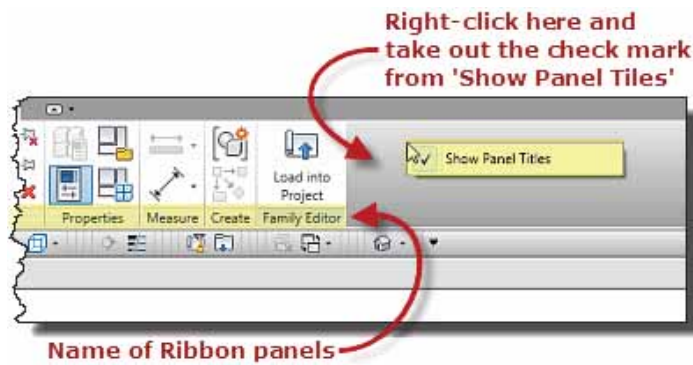 Right-click here and
take out the check mark
from 'Show Panel Tiles'
Show Panel Titles
Load into
Project
Properties Measure Create Family Editor
Name of Ribbon panels